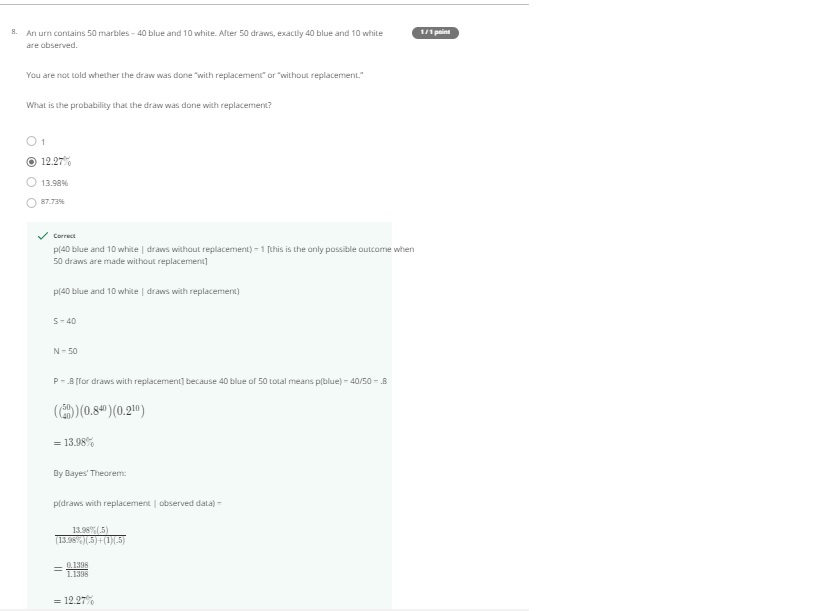 8. An urn contains 50 marbles – 40 blue and 10 white. After 50 draws, exactly 40 blue and 10 white
1 / 1 point
are observed.
You are not told whether the draw was done "with replacement" or "without replacement."
What is the probability that the draw was done with replacement?
1
12.27%
13.98%
87.73%
Correct
p(40 blue and 10 white | draws without replacement) = 1 [this is the only possible outcome when
50 draws are made without replacement]
p(40 blue and 10 white | draws with replacement)
S = 40
N = 50
P = .8 [for draws with replacement] because 40 blue of 50 total means p(blue) = 40/50 = .8
((50 40))(0.8^40)(0.2^10)
= 13.98%
By Bayes' Theorem:
p(draws with replacement | observed data) =
13.98%(.5)
(13.98%)(.5)+(1)(.5)
= 0.1398
1.1398
= 12.27%